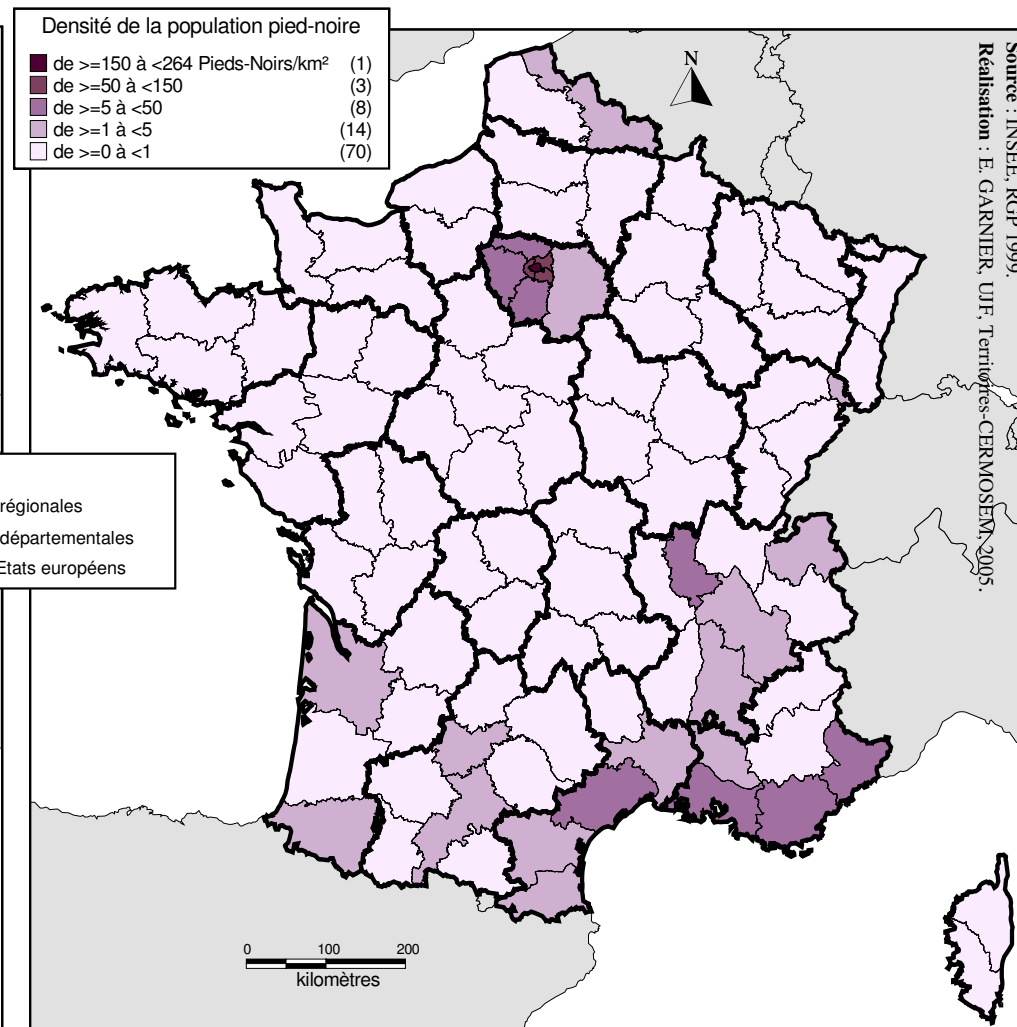 Densité de la population pied-noire
de >=150 à <264 Pieds-Noirs/km² (1)
de >=50 à <150 (3)
de >=5 à <50 (8)
de >=1 à <5 (14)
de >=0 à <1 (70)
N
Source : INSEE, RGP 1999.
Réalisation : E. GARNIER, UJF, Territoires-CERMOSEM, 2005.
régionales
départementales
Etats européens
0 100 200
kilomètres